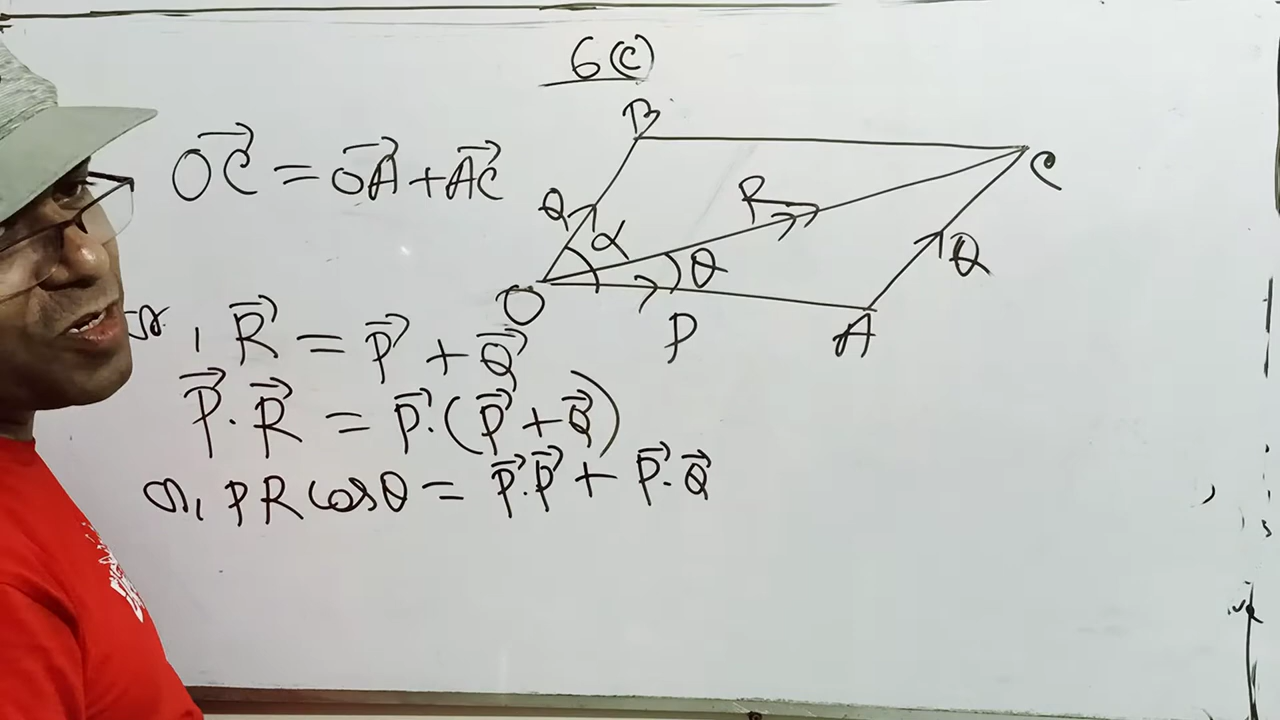 6(c)
B
OC⃗ = OA⃗ + AC⃗
C
Q
R
α
θ
Q
O
P
A
R⃗ = P⃗ + Q⃗
P⃗·R⃗ = P⃗·(P⃗ + Q⃗)
PR cosθ = P⃗·P⃗ + P⃗·Q⃗